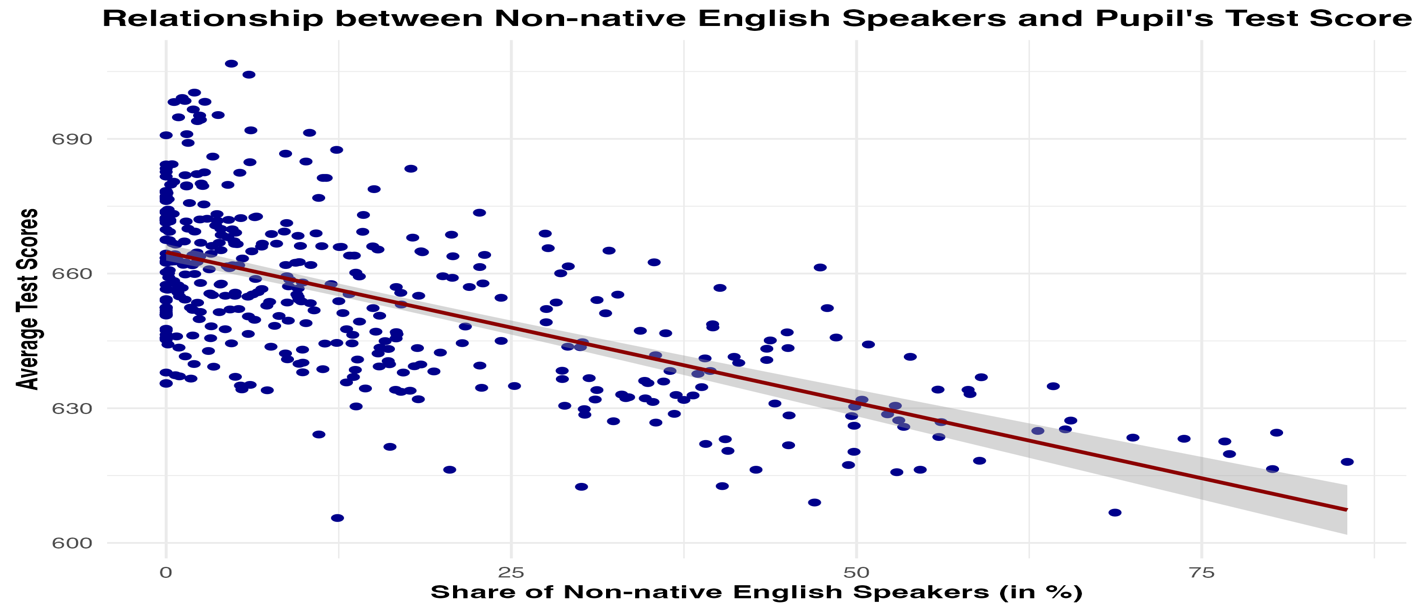 Relationship between Non-native English Speakers and Pupil's Test Score
Average Test Scores
690
660
630
600
0
25
50
75
Share of Non-native English Speakers (in %)